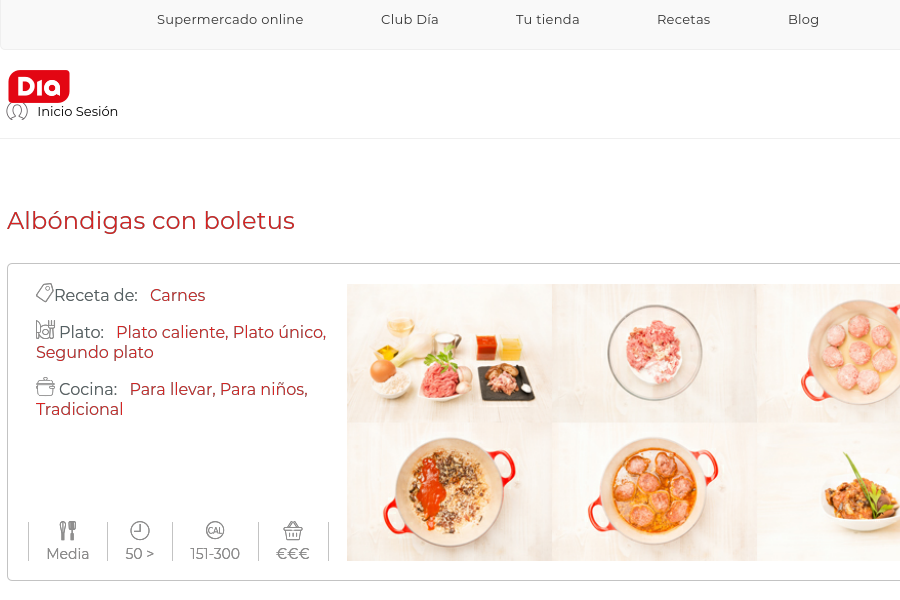 Supermercado online Club Día Tu tienda Recetas Blog
Dıa
Inicio Sesión
Albóndigas con boletus
Receta de: Carnes
Plato: Plato caliente, Plato único,
Segundo plato
Cocina: Para llevar, Para niños,
Tradicional
CAL
Media 50 > 151-300 €€€